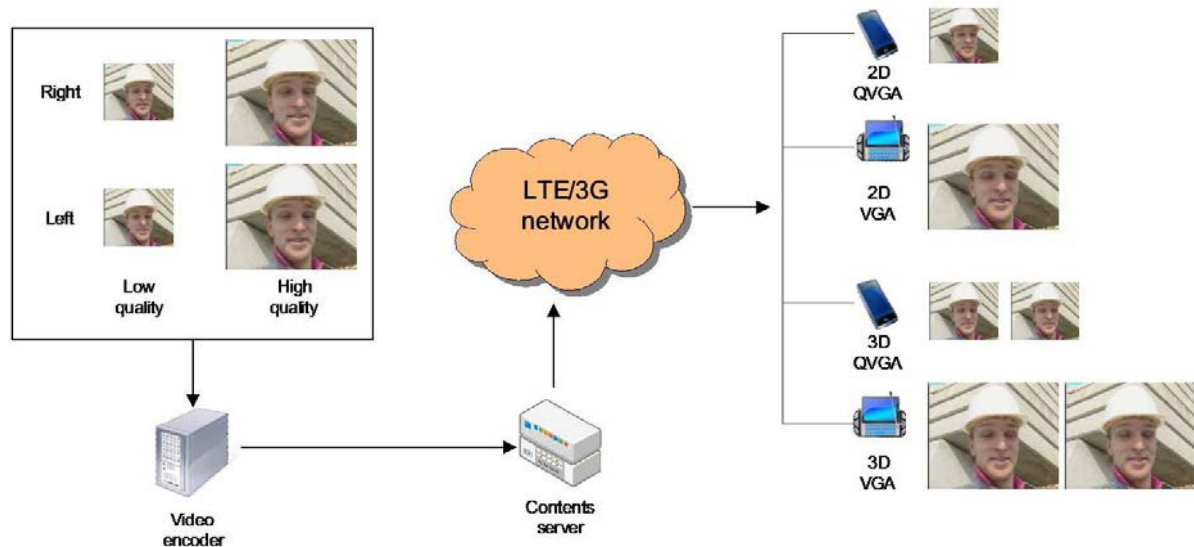 Right
Left
Low
quality
High
quality
Video
encoder
Contents
server
LTE/3G
network
2D
QVGA
2D
VGA
3D
QVGA
3D
VGA